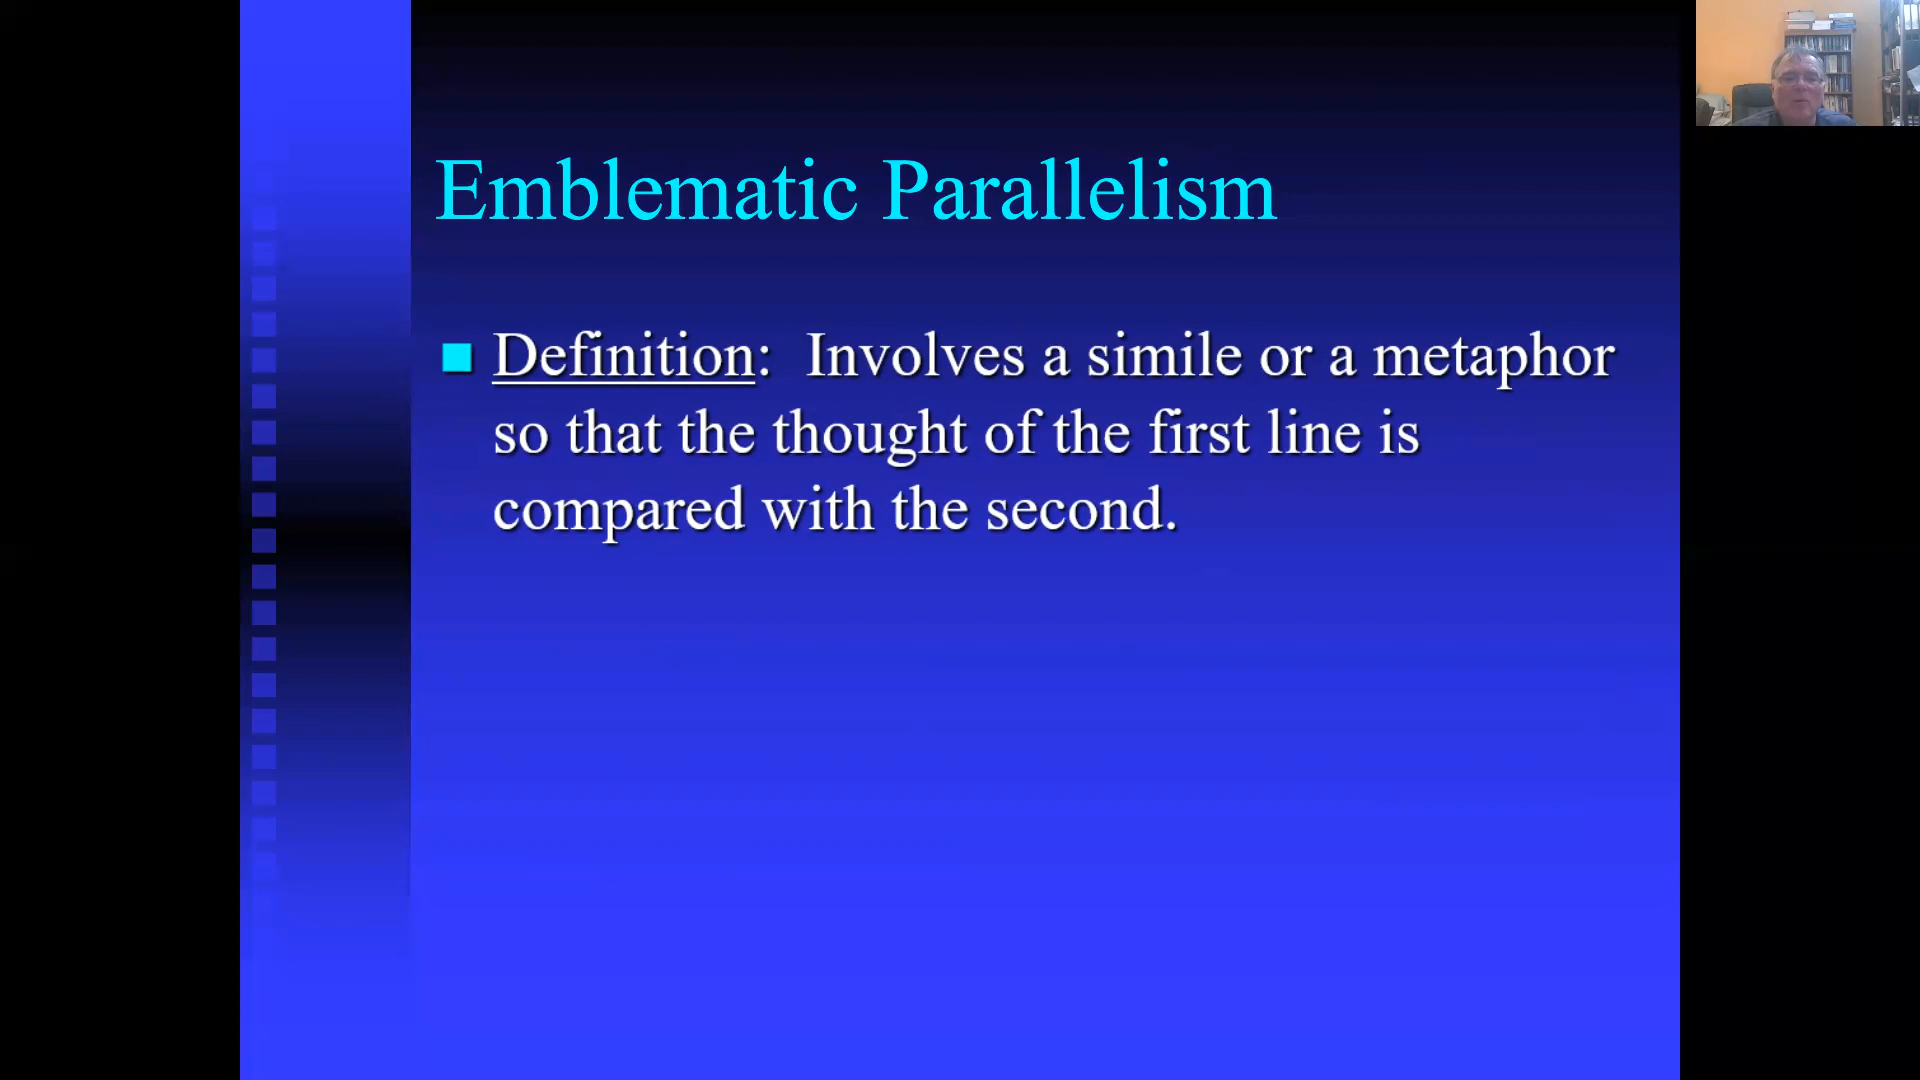 Emblematic Parallelism
Definition: Involves a simile or a metaphor
so that the thought of the first line is
compared with the second.